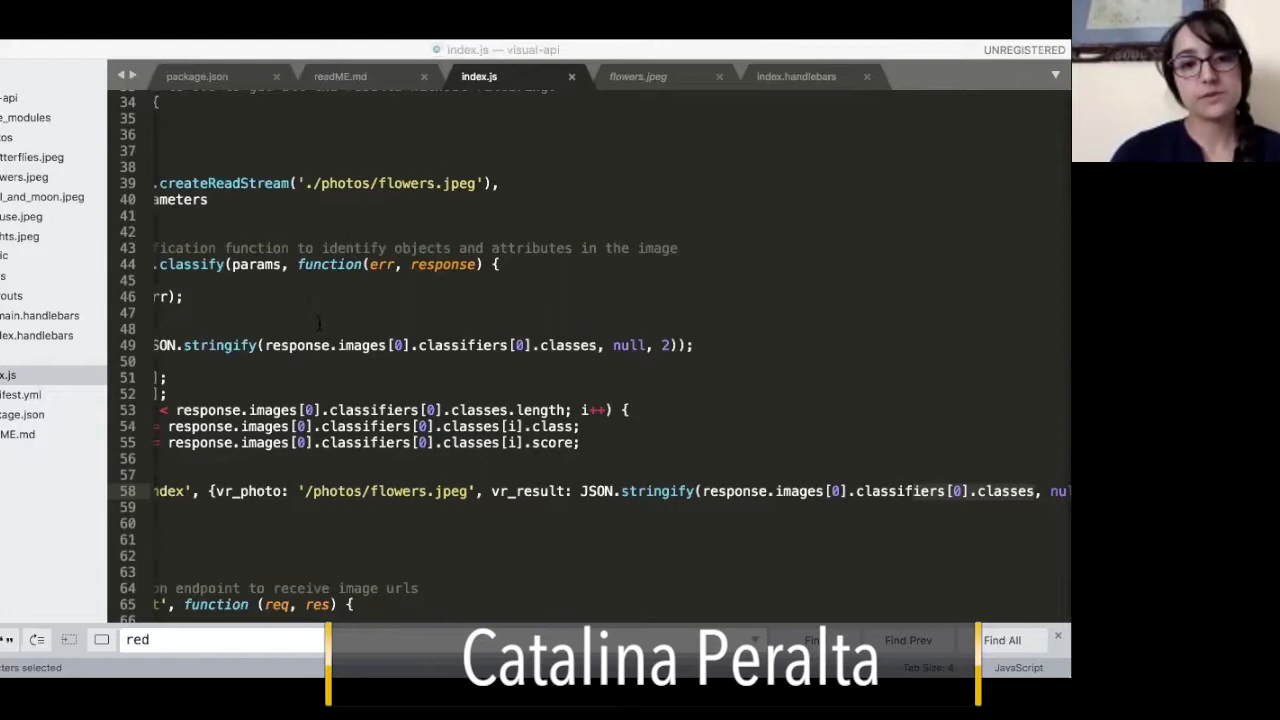 index.js — visual-api
UNREGISTERED
package.json
readME.md
index.js
flowers.jpeg
index.handlebars
-api
e_modules
os
tterflies.jpeg
wers.jpeg
l_and_moon.jpeg
use.jpeg
hts.jpeg
ic
s
outs
main.handlebars
dex.handlebars
x.js
ifest.yml
kage.json
ME.md
34 {
35
36
37
38
39 .createReadStream('./photos/flowers.jpeg'),
40 ameters
41
42
43 fication function to identify objects and attributes in the image
44 .classify(params, function(err, response) {
45
46 rr);
47
48
49 SON.stringify(response.images[0].classifiers[0].classes, null, 2));
50
51 ];
52 ];
53 < response.images[0].classifiers[0].classes.length; i++) {
54 = response.images[0].classifiers[0].classes[i].class;
55 = response.images[0].classifiers[0].classes[i].score;
56
57
58 ndex', {vr_photo: '/photos/flowers.jpeg', vr_result: JSON.stringify(response.images[0].classifiers[0].classes, nul
59
60
61
62
63
64 on endpoint to receive image urls
65 t', function (req, res) {
66
red
Find Prev
Find All
Catalina Peralta
cters selected
Tab Size: 4
JavaScript